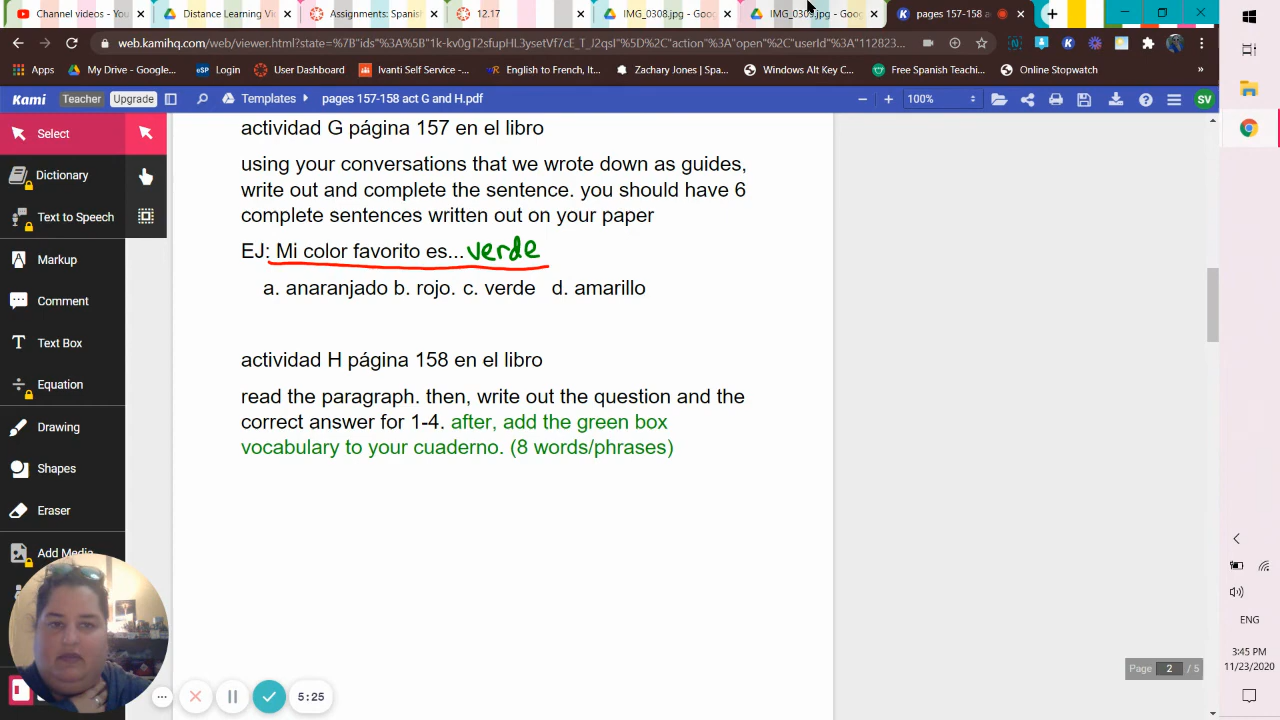 Channel videos - You
Distance Learning Vi
Assignments: Spanish
12.17
IMG_0308.jpg - Goog
IMG_0309.jpg - Goog
pages 157-158 ac
web.kamihq.com/web/viewer.html?state=%7B"ids"%3A%5B"1k-kv0gT2sfupHL3ysetVf7cE_T_J2qsI"%5D%2C"action"%3A"open"%2C"userId"%3A"112823...
Apps
My Drive - Google...
eSP Login
User Dashboard
Ivanti Self Service -...
English to French, It...
Zachary Jones | Spa...
Windows Alt Key C...
Free Spanish Teachi...
Online Stopwatch
»
Kami Teacher Upgrade Templates pages 157-158 act G and H.pdf 100% SV
Select
Dictionary
Text to Speech
Markup
Comment
Text Box
Equation
Drawing
Shapes
Eraser
Add Media
actividad G página 157 en el libro
using your conversations that we wrote down as guides,
write out and complete the sentence. you should have 6
complete sentences written out on your paper
EJ: Mi color favorito es...verde
a. anaranjado b. rojo. c. verde d. amarillo
actividad H página 158 en el libro
read the paragraph. then, write out the question and the
correct answer for 1-4. after, add the green box
vocabulary to your cuaderno. (8 words/phrases)
5:25
Page 2 / 5
ENG
3:45 PM
11/23/2020